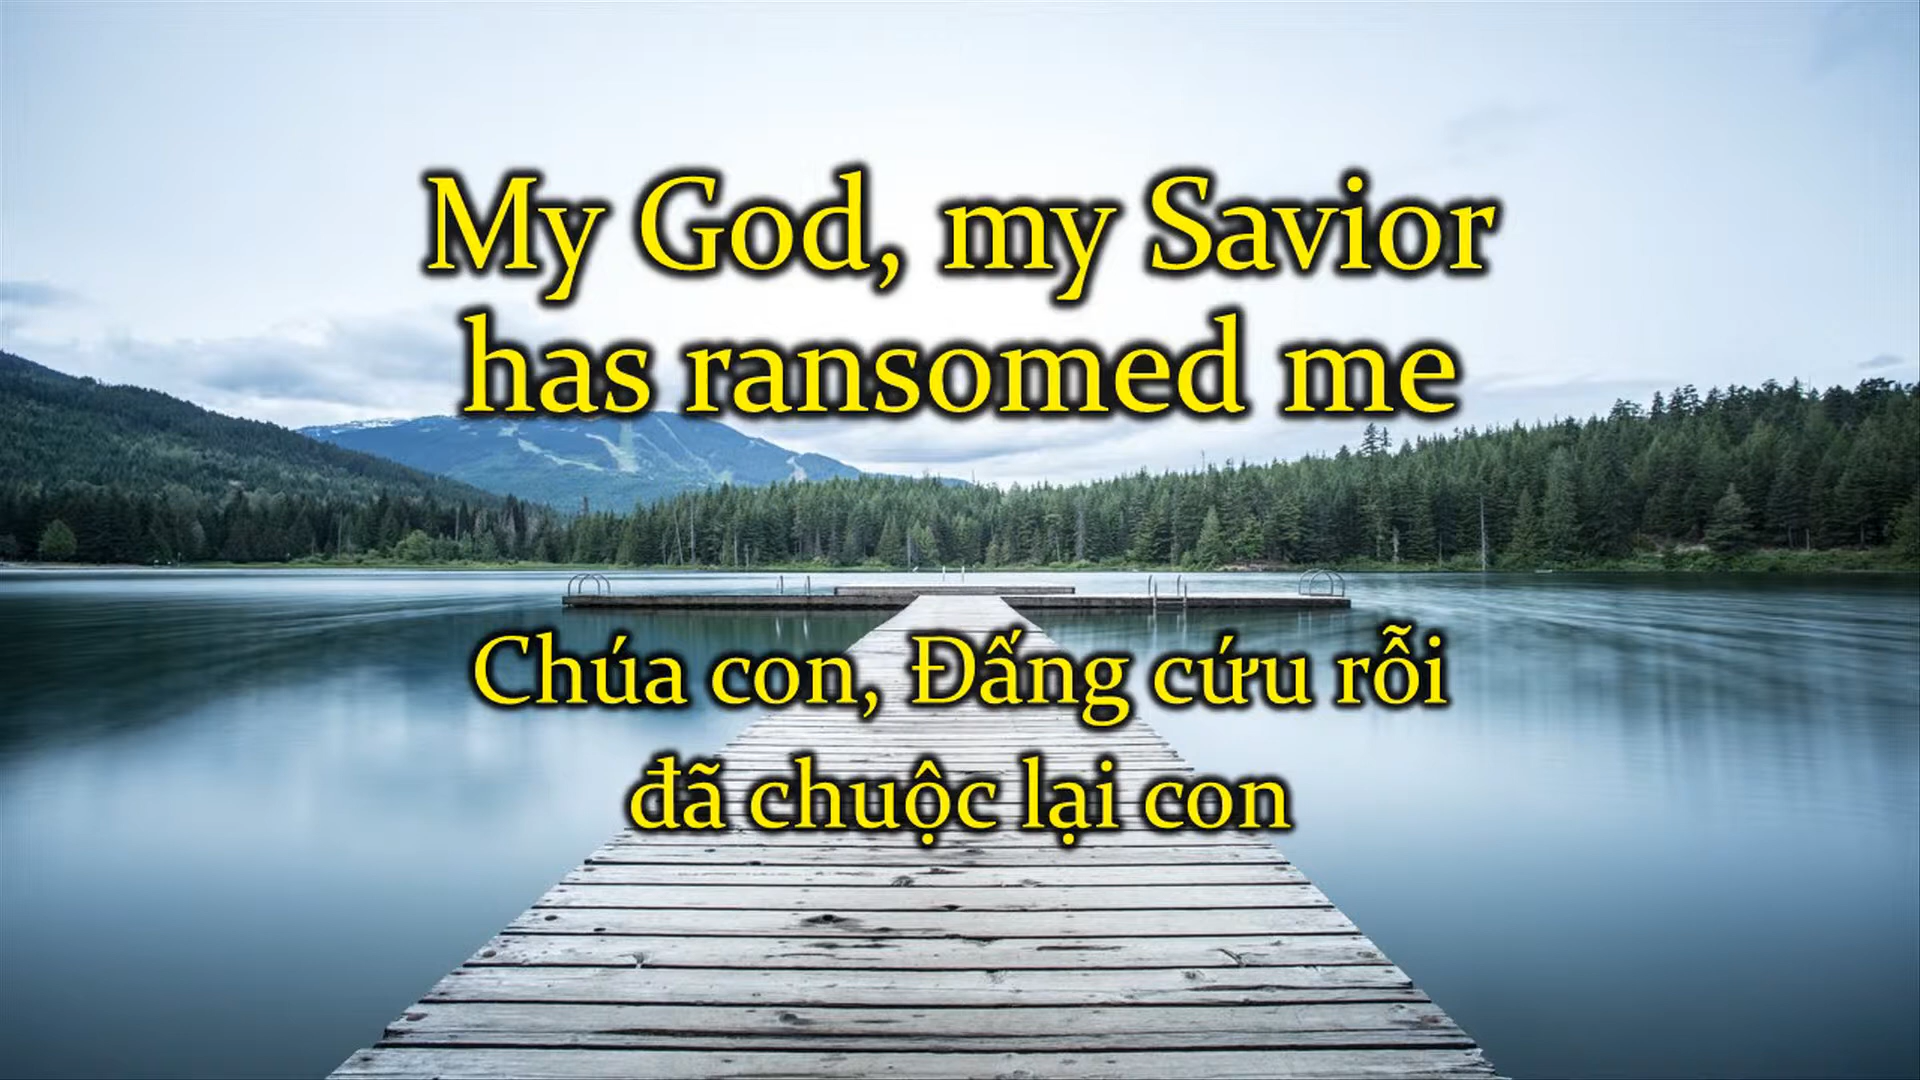 My God, my Savior
has ransomed me
Chúa con, Đấng cứu rỗi
đã chuộc lại con